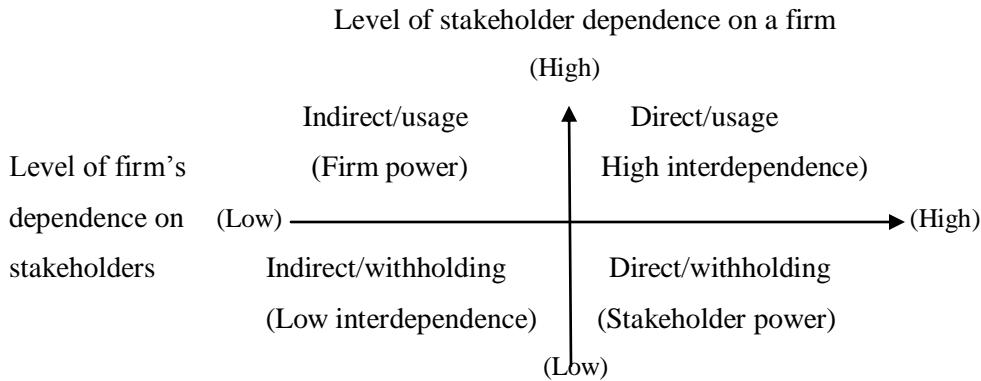 Level of stakeholder dependence on a firm
(High)
Indirect/usage Direct/usage
Level of firm’s (Firm power) High interdependence)
dependence on (Low) (High)
stakeholders Indirect/withholding Direct/withholding
(Low interdependence) (Stakeholder power)
(Low)